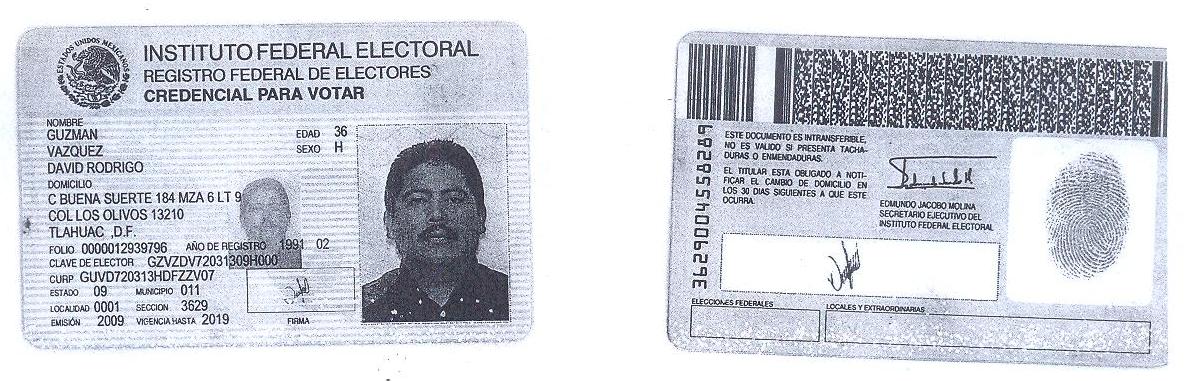 ESTADOS UNIDOS MEXICANOS
INSTITUTO FEDERAL ELECTORAL
REGISTRO FEDERAL DE ELECTORES
CREDENCIAL PARA VOTAR
NOMBRE
GUZMAN
VAZQUEZ
DAVID RODRIGO
EDAD 36
SEXO H
DOMICILIO
C BUENA SUERTE 184 MZA 6 LT 9
COL LOS OLIVOS 13210
TLAHUAC ,D.F.
FOLIO 0000012939796 AÑO DE REGISTRO 1991 02
CLAVE DE ELECTOR GZVZDV72031309H000
CURP GUVD720313HDFZZV07
ESTADO 09 MUNICIPIO 011
LOCALIDAD 0001 SECCION 3629
EMISIÓN 2009 VIGENCIA HASTA 2019
FIRMA
3629004558289
ESTE DOCUMENTO ES INTRANSFERIBLE,
NO ES VALIDO SI PRESENTA TACHA-
DURAS O ENMENDADURAS.
EL TITULAR ESTA OBLIGADO A NOTI-
FICAR EL CAMBIO DE DOMICILIO EN
LOS 30 DIAS SIGUIENTES A QUE ESTE
OCURRA.
EDMUNDO JACOBO MOLINA
SECRETARIO EJECUTIVO DEL
INSTITUTO FEDERAL ELECTORAL
ELECCIONES FEDERALES
LOCALES Y EXTRAORDINARIAS